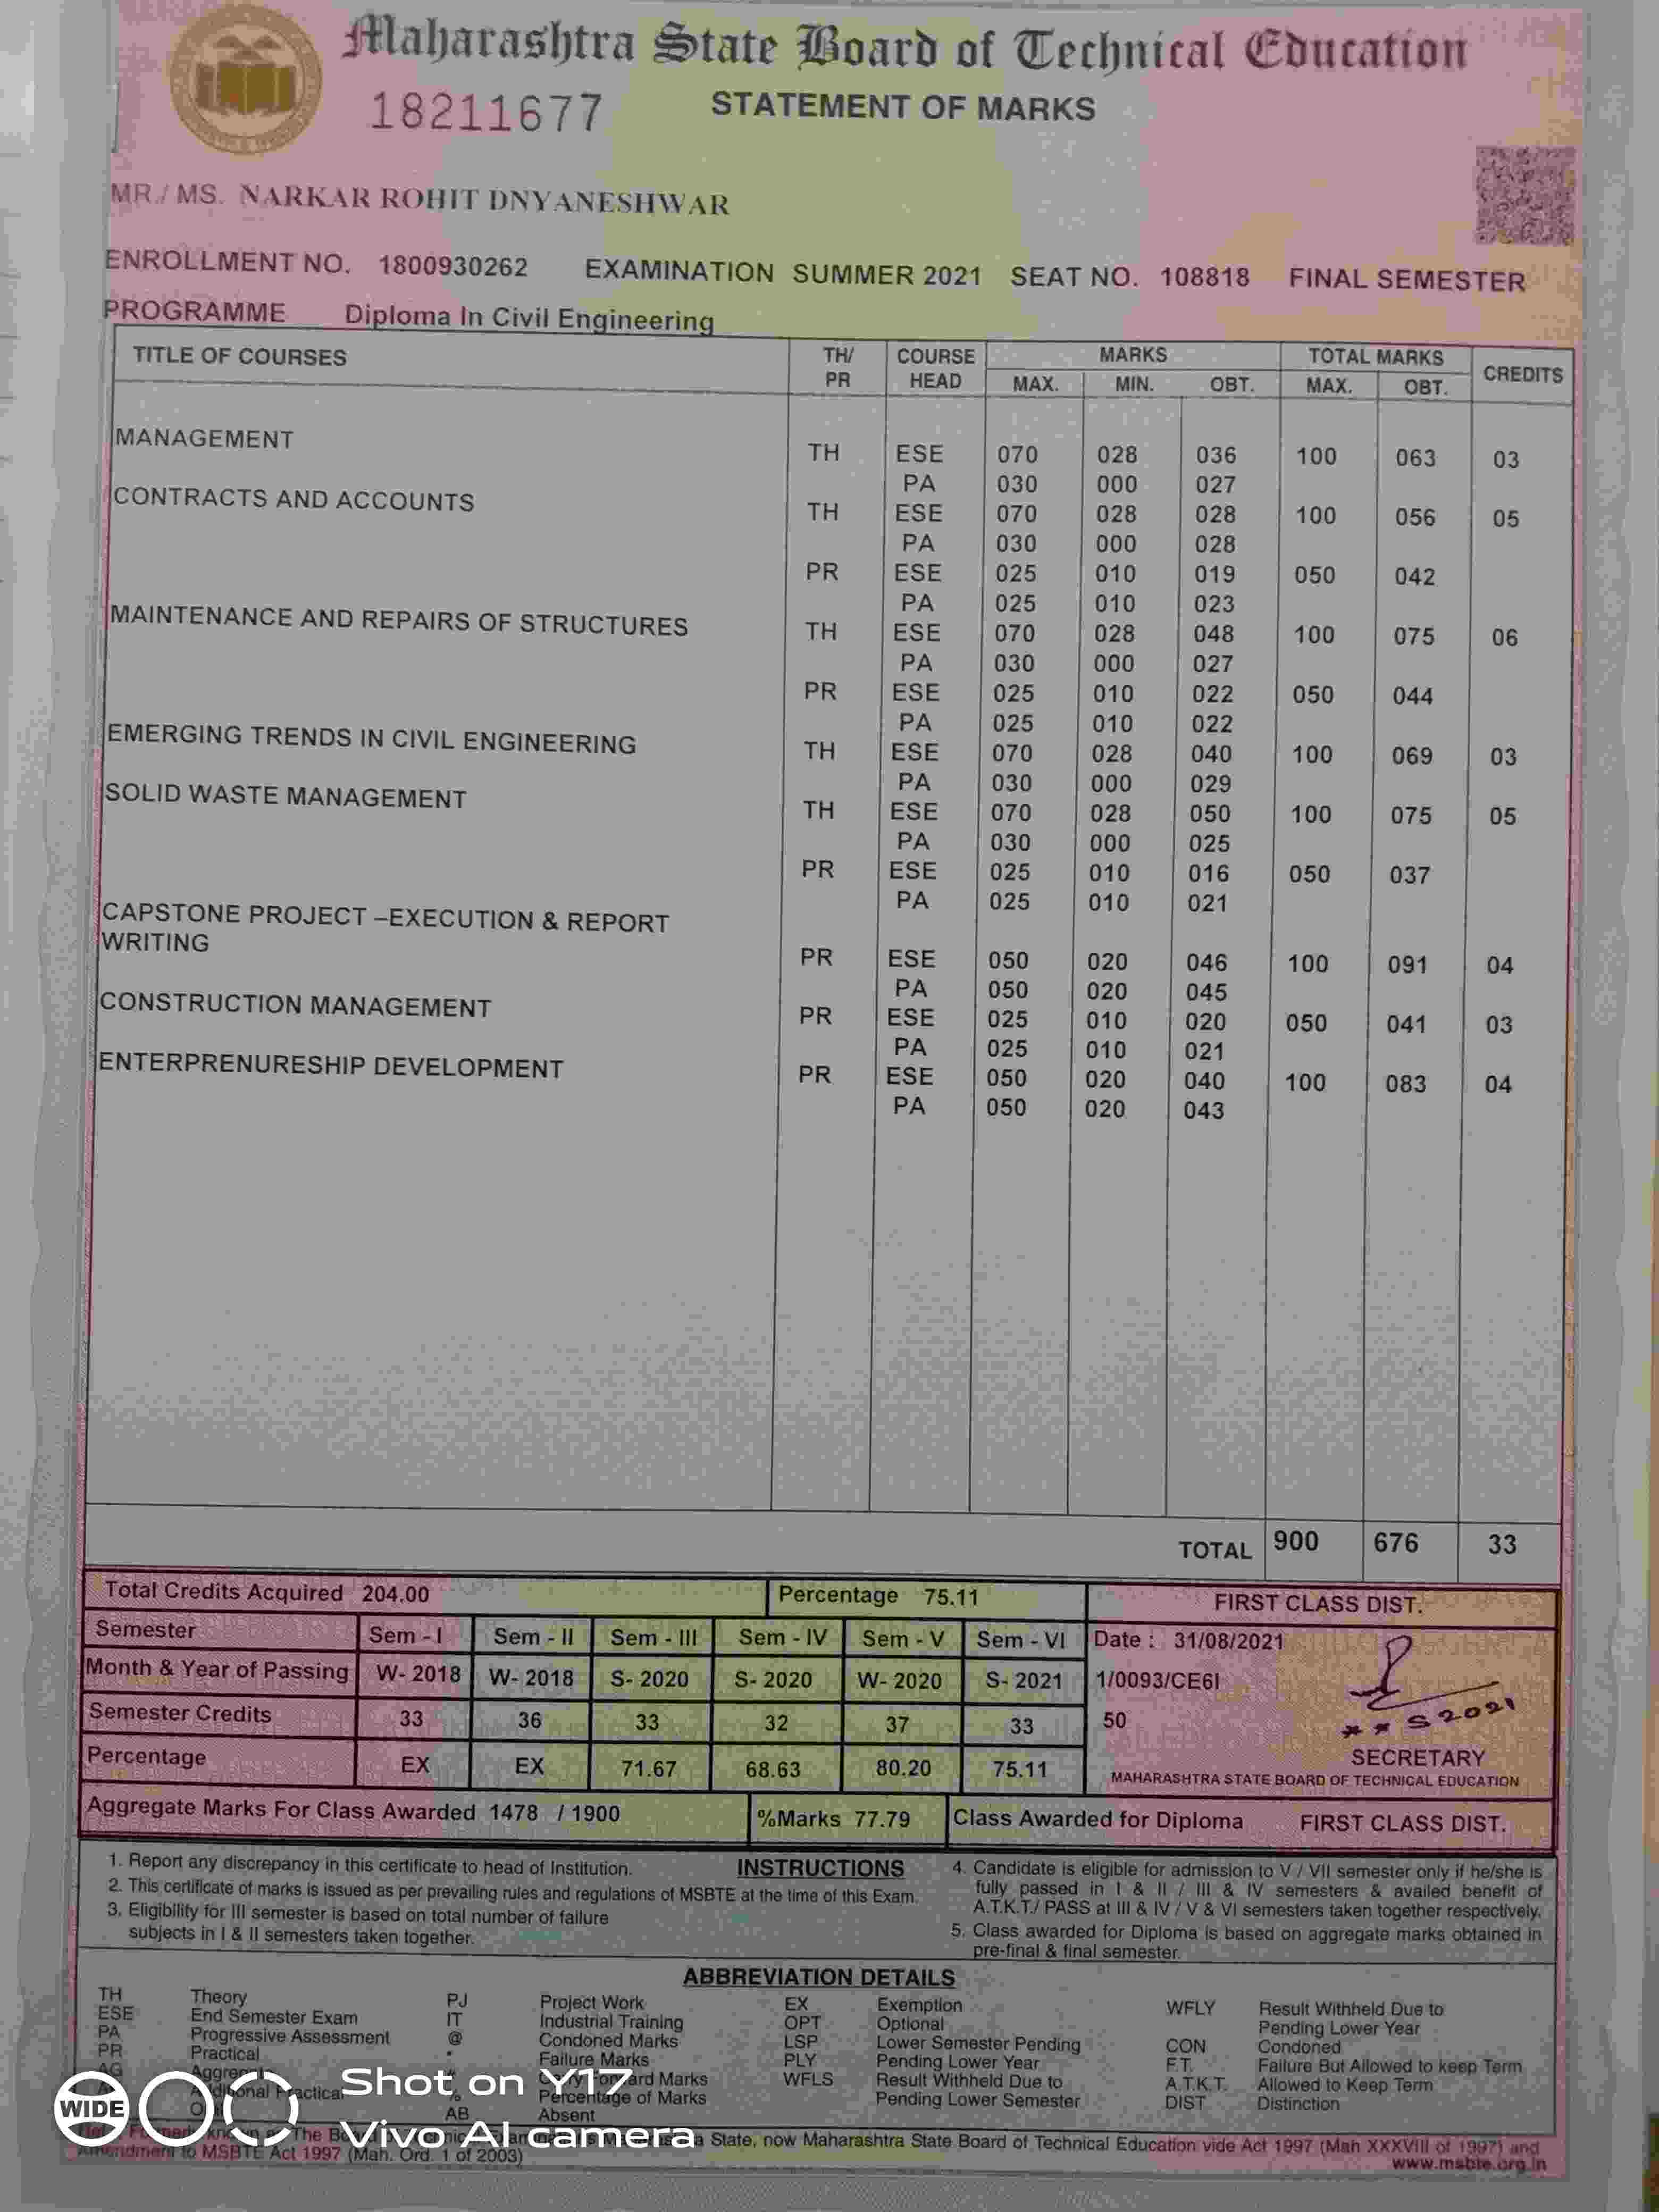 Maharashtra State Board of Technical Education
18211677 STATEMENT OF MARKS
MR./ MS. NARKAR ROHIT DNYANESHWAR
ENROLLMENT NO. 1800930262 EXAMINATION SUMMER 2021 SEAT NO. 108818 FINAL SEMESTER
PROGRAMME Diploma In Civil Engineering
TITLE OF COURSES TH/ PR COURSE HEAD MARKS TOTAL MARKS CREDITS
MAX. MIN. OBT. MAX. OBT.
MANAGEMENT
TH ESE 070 028 036 100 063 03
PA 030 000 027
CONTRACTS AND ACCOUNTS
TH ESE 070 028 028 100 056 05
PA 030 000 028
PR ESE 025 010 019 050 042
PA 025 010 023
MAINTENANCE AND REPAIRS OF STRUCTURES
TH ESE 070 028 048 100 075 06
PA 030 000 027
PR ESE 025 010 022 050 044
PA 025 010 022
EMERGING TRENDS IN CIVIL ENGINEERING
TH ESE 070 028 040 100 069 03
PA 030 000 029
SOLID WASTE MANAGEMENT
TH ESE 070 028 050 100 075 05
PA 030 000 025
PR ESE 025 010 016 050 037
PA 025 010 021
CAPSTONE PROJECT –EXECUTION & REPORT
WRITING
PR ESE 050 020 046 100 091 04
PA 050 020 045
CONSTRUCTION MANAGEMENT
PR ESE 025 010 020 050 041 03
PA 025 010 021
ENTERPRENURESHIP DEVELOPMENT
PR ESE 050 020 040 100 083 04
PA 050 020 043
TOTAL 900 676 33
Total Credits Acquired 204.00 Percentage 75.11 FIRST CLASS DIST.
Semester Sem - I Sem - II Sem - III Sem - IV Sem - V Sem - VI Date : 31/08/2021
Month & Year of Passing W- 2018 W- 2018 S- 2020 S- 2020 W- 2020 S- 2021 1/0093/CE6I
Semester Credits 33 36 33 32 37 33 50
** S2021
Percentage EX EX 71.67 68.63 80.20 75.11
SECRETARY
MAHARASHTRA STATE BOARD OF TECHNICAL EDUCATION
Aggregate Marks For Class Awarded 1478 / 1900 %Marks 77.79 Class Awarded for Diploma FIRST CLASS DIST.
INSTRUCTIONS
1. Report any discrepancy in this certificate to head of Institution.
2. This certificate of marks is issued as per prevailing rules and regulations of MSBTE at the time of this Exam.
3. Eligibility for III semester is based on total number of failure
subjects in I & II semesters taken together.
4. Candidate is eligible for admission to V / VII semester only if he/she is
fully passed in I & II / III & IV semesters & availed benefit of
A.T.K.T./ PASS at III & IV / V & VI semesters taken together respectively.
5. Class awarded for Diploma is based on aggregate marks obtained in
pre-final & final semester.
ABBREVIATION DETAILS
TH Theory PJ Project Work EX Exemption WFLY Result Withheld Due to
Pending Lower Year
ESE End Semester Exam IT Industrial Training OPT Optional
PA Progressive Assessment @ Condoned Marks LSP Lower Semester Pending CON Condoned
PR Practical * Failure Marks PLY Pending Lower Year F.T. Failure But Allowed to keep Term
AG Marks WFLS Result Withheld Due to A.T.K.T. Allowed to Keep Term
Practical % Percentage of Marks Pending Lower Semester DIST Distinction
AB Absent
WIDE
Shot on Y17
Vivo AI camera
State, now Maharashtra State Board of Technical Education vide Act 1997 (Mah XXXVIII of 1997) and
Amendment to MSBTE Act 1997 (Mah. Ord. 1 of 2003)
www.msbte.org.in